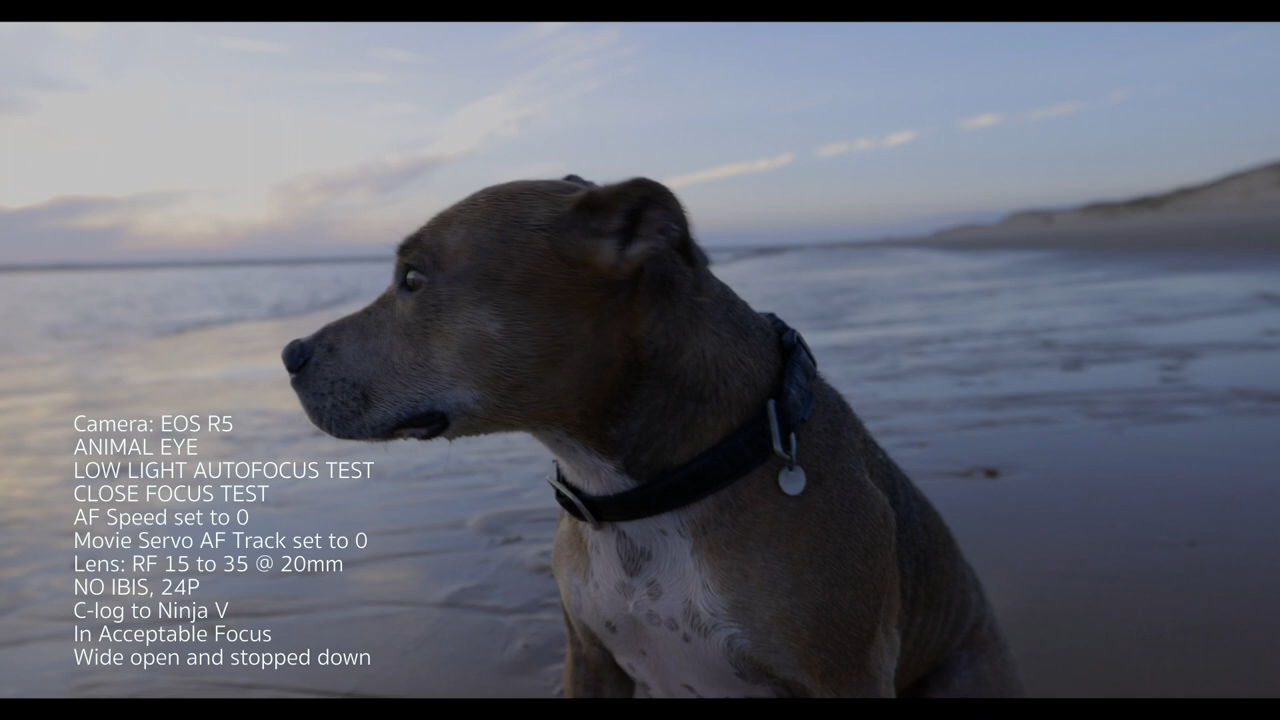 Camera: EOS R5
ANIMAL EYE
LOW LIGHT AUTOFOCUS TEST
CLOSE FOCUS TEST
AF Speed set to 0
Movie Servo AF Track set to 0
Lens: RF 15 to 35 @ 20mm
NO IBIS, 24P
C-log to Ninja V
In Acceptable Focus
Wide open and stopped down